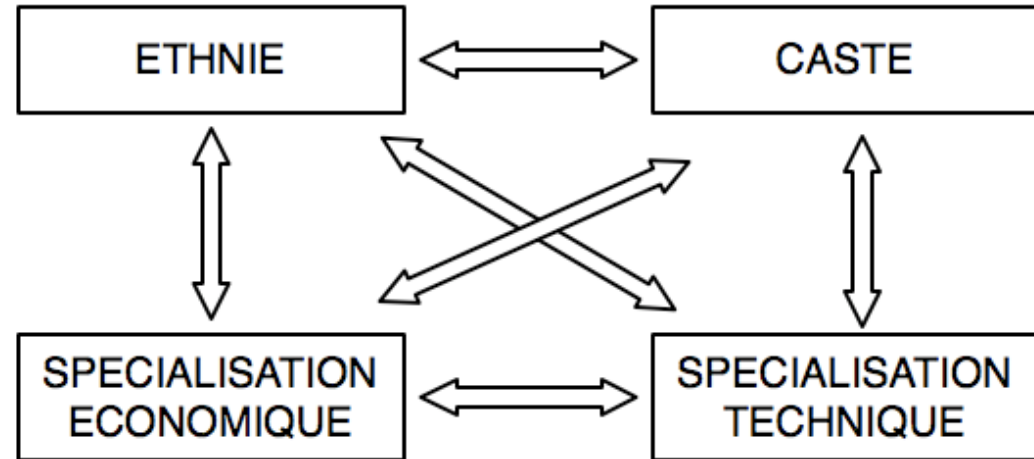 ETHNIE
CASTE
SPECIALISATION
ECONOMIQUE
SPECIALISATION
TECHNIQUE